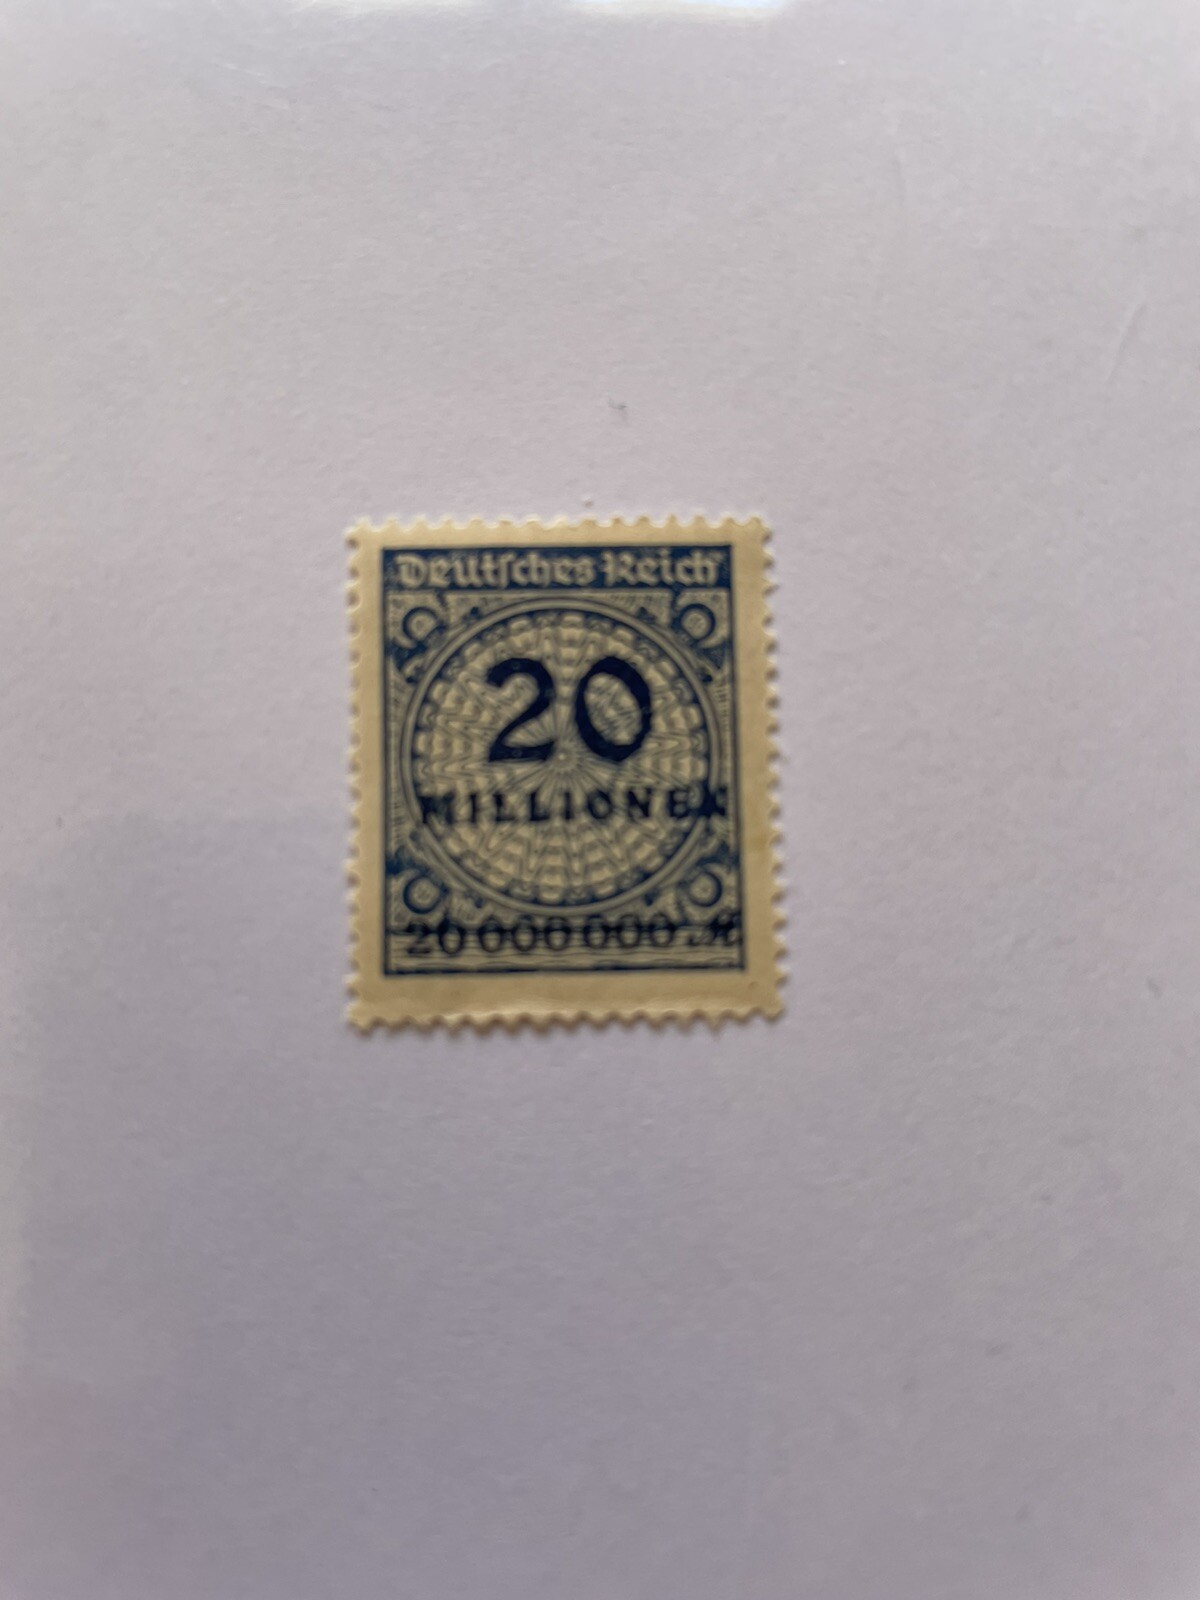 Deutsches Reich
20
MILLIONEN
20 000 000 M